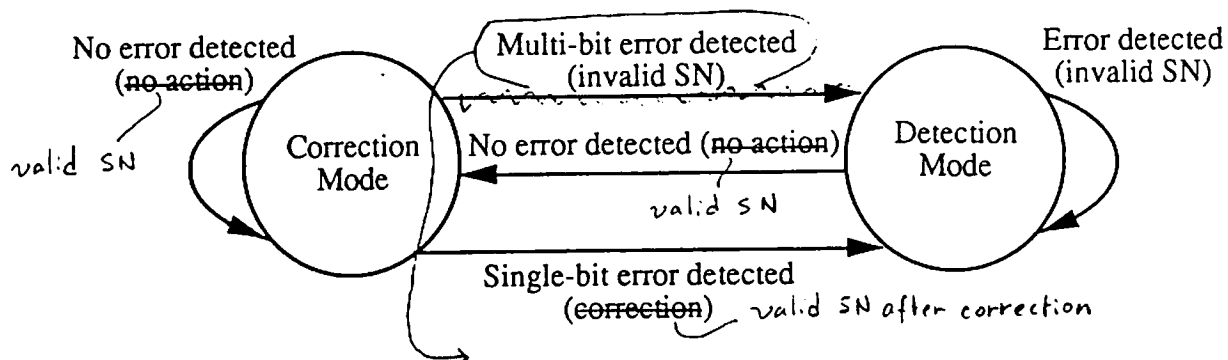 No error detected
(no action)
valid SN
Correction
Mode
Multi-bit error detected
(invalid SN)
No error detected (no action)
valid SN
Single-bit error detected
(correction)
valid SN after correction
Detection
Mode
Error detected
(invalid SN)